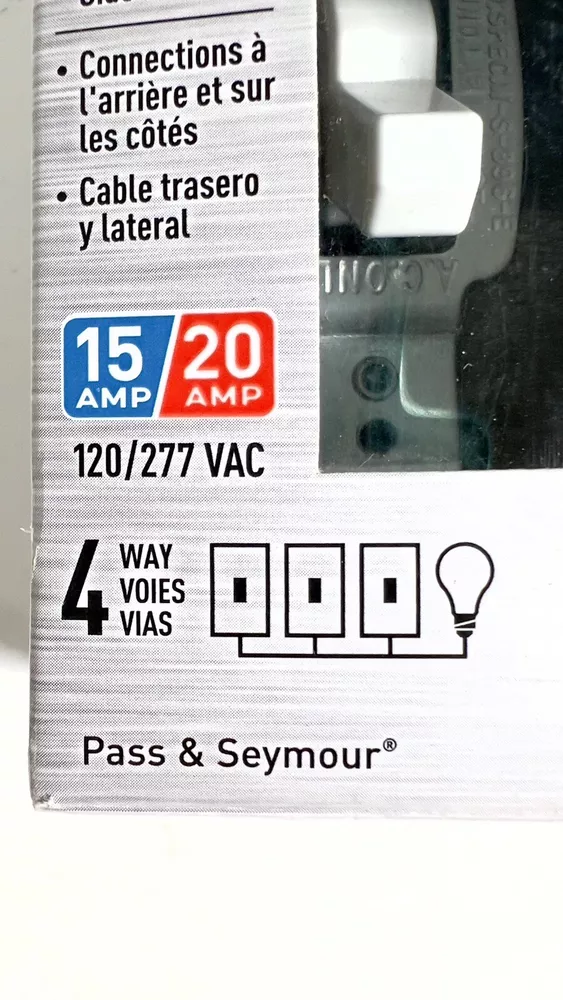 • Connections à
l'arrière et sur
les côtés
• Cable trasero
y lateral
15 AMP / 20 AMP
120/277 VAC
4 WAY
VOIES
VIAS
Pass & Seymour®